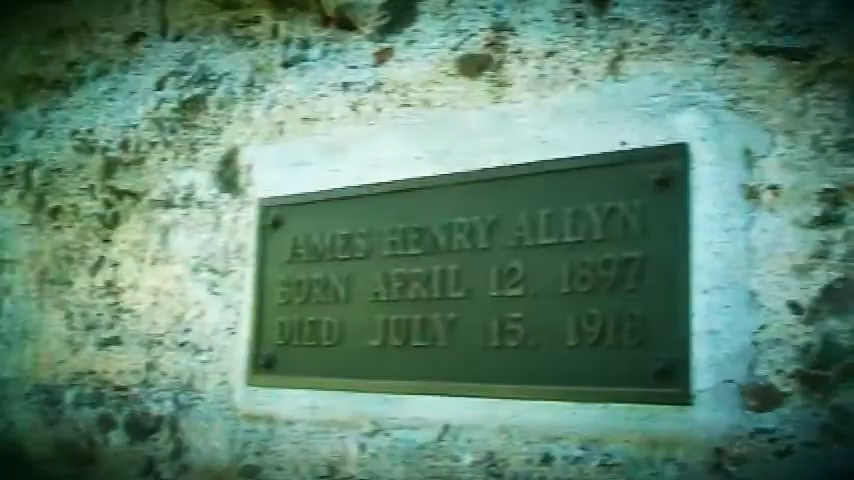 JAMES HENRY ALLYN
BORN APRIL 12. 1897
DIED JULY 15. 1918